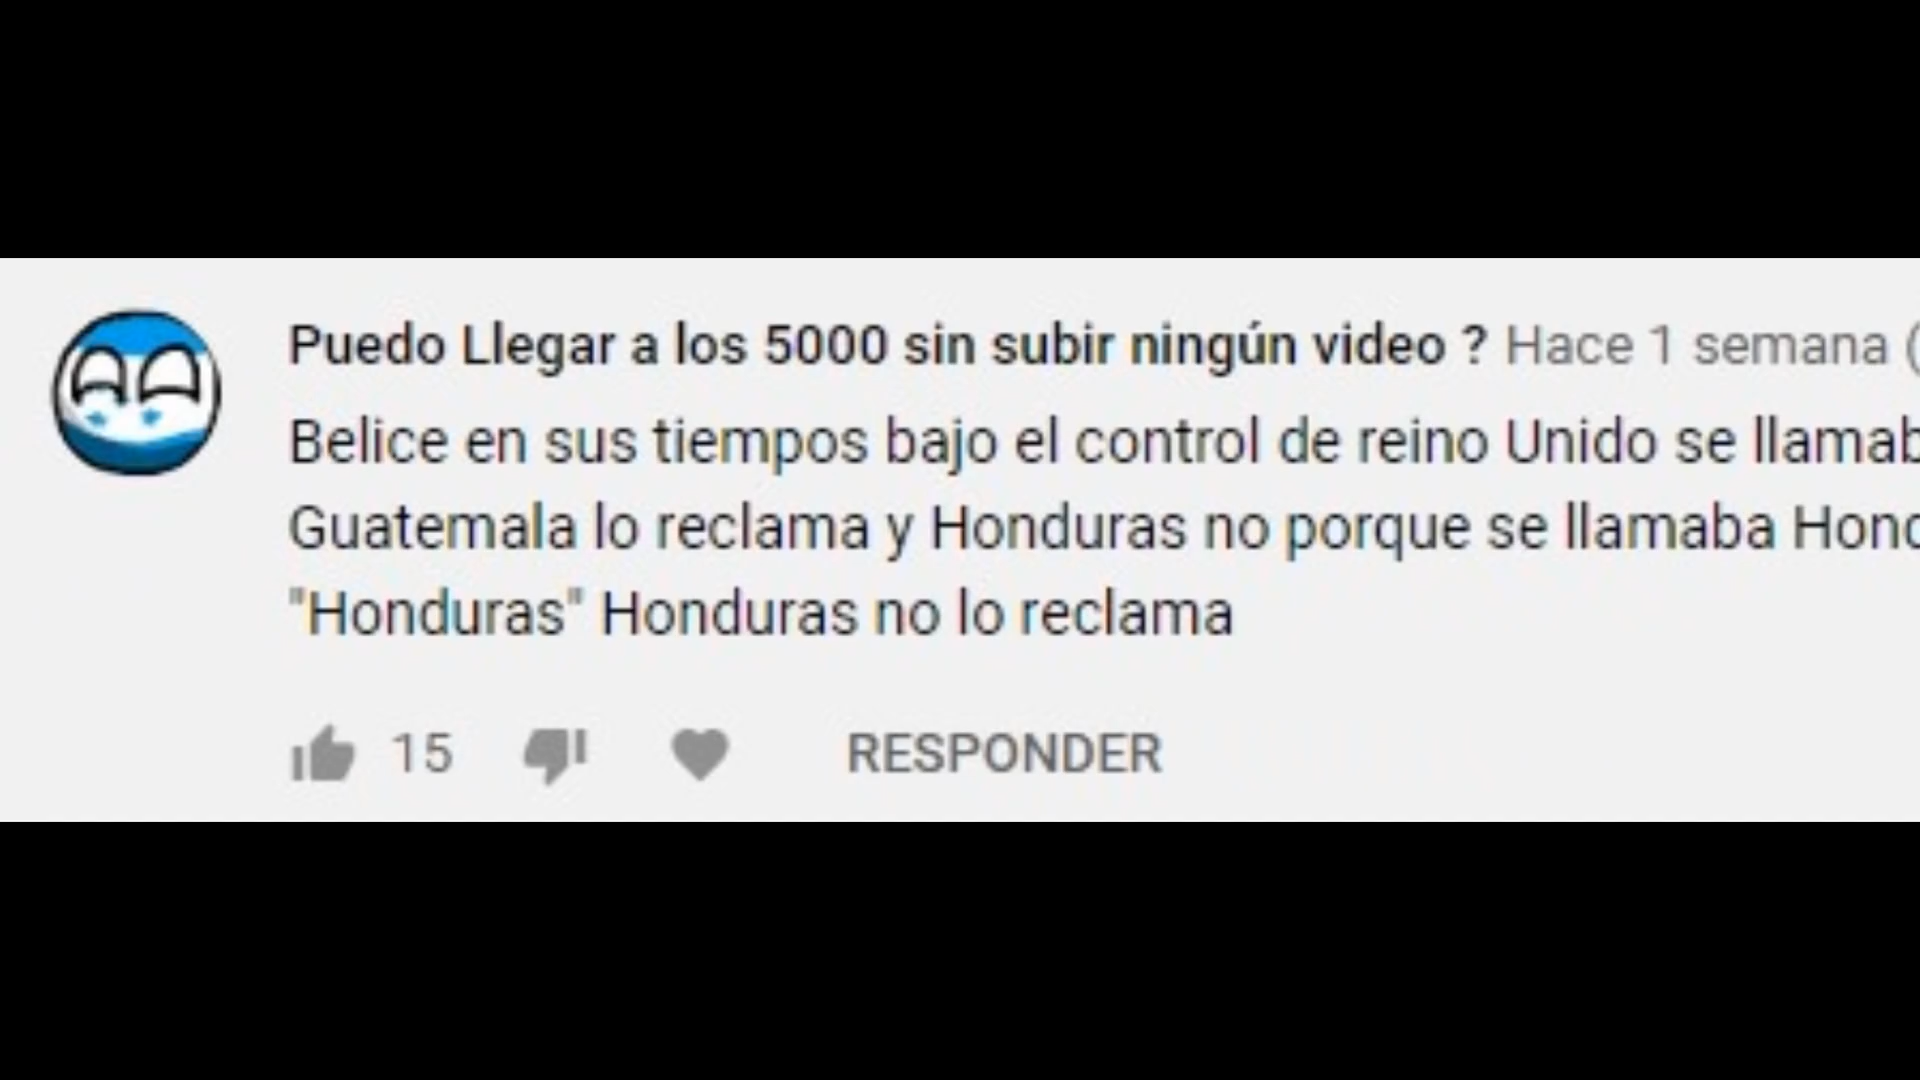 Puedo Llegar a los 5000 sin subir ningún video ? Hace 1 semana (
Belice en sus tiempos bajo el control de reino Unido se llamab
Guatemala lo reclama y Honduras no porque se llamaba Hond
"Honduras" Honduras no lo reclama
15 RESPONDER